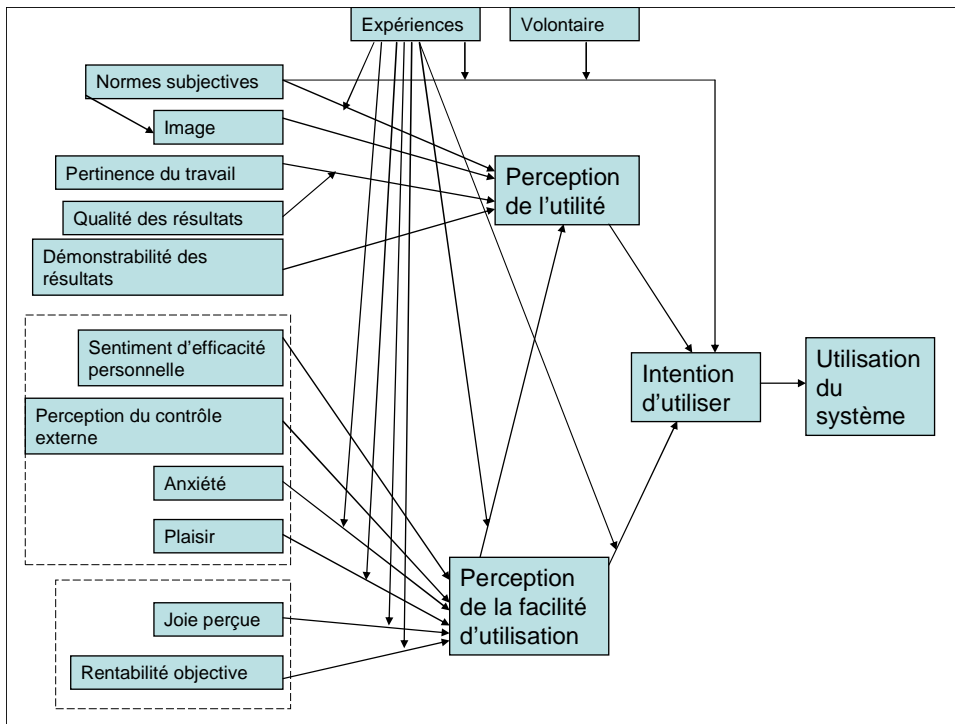 Expériences
Volontaire
Normes subjectives
Image
Pertinence du travail
Qualité des résultats
Démonstrabilité des
résultats
Perception
de l'utilité
Sentiment d'efficacité
personnelle
Perception du contrôle
externe
Anxiété
Plaisir
Intention
d'utiliser
Utilisation
du
système
Joie perçue
Rentabilité objective
Perception
de la facilité
d'utilisation